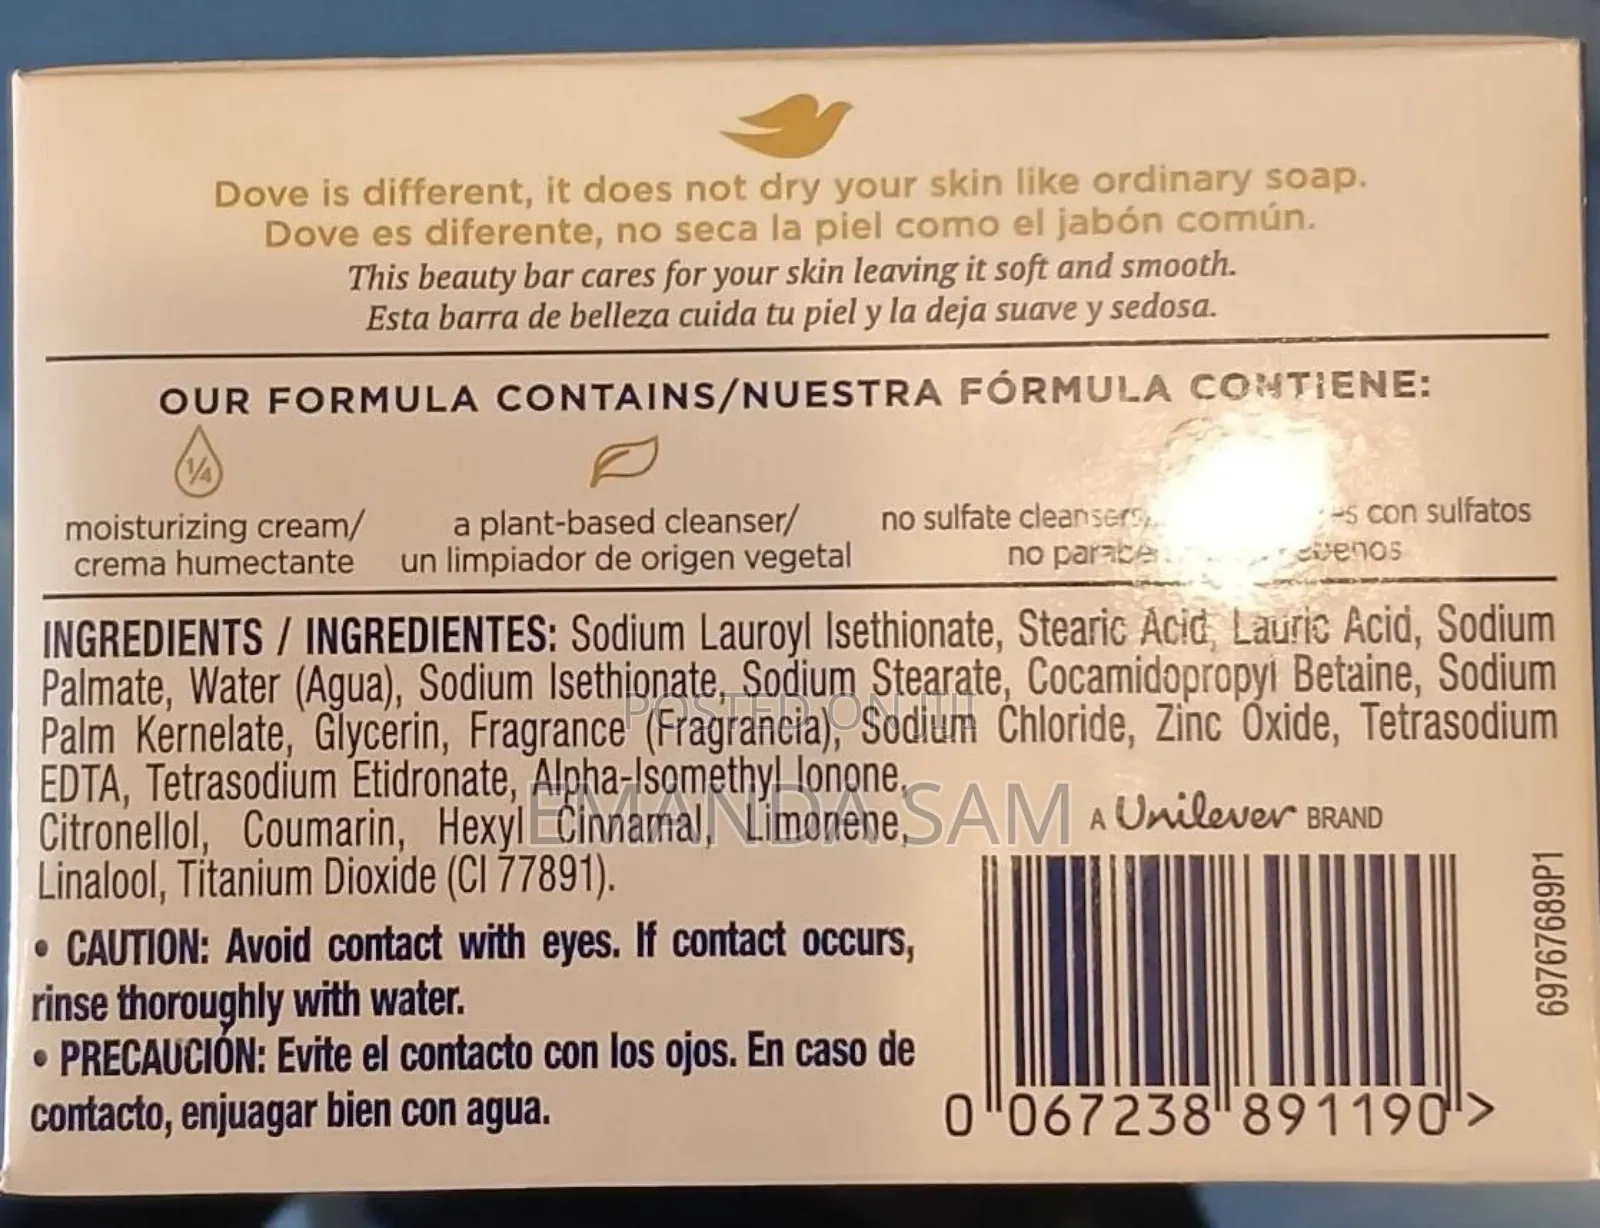 Dove is different, it does not dry your skin like ordinary soap.
Dove es diferente, no seca la piel como el jabón común.
This beauty bar cares for your skin leaving it soft and smooth.
Esta barra de belleza cuida tu piel y la deja suave y sedosa.
OUR FORMULA CONTAINS/NUESTRA FÓRMULA CONTIENE:
1/4
moisturizing cream/
crema humectante
a plant-based cleanser/
un limpiador de origen vegetal
no sulfate cleansers con sulfatos
no
INGREDIENTS / INGREDIENTES: Sodium Lauroyl Isethionate, Stearic Acid, Lauric Acid, Sodium
Palmate, Water (Agua), Sodium Isethionate, Sodium Stearate, Cocamidopropyl Betaine, Sodium
Palm Kernelate, Glycerin, Fragrance (Fragrancia), Sodium Chloride, Zinc Oxide, Tetrasodium
EDTA, Tetrasodium Etidronate, Alpha-Isomethyl Ionone,
Citronellol, Coumarin, Hexyl Cinnamal, Limonene,
Linalool, Titanium Dioxide (CI 77891).
• CAUTION: Avoid contact with eyes. If contact occurs,
rinse thoroughly with water.
• PRECAUCIÓN: Evite el contacto con los ojos. En caso de
contacto, enjuagar bien con agua.
A Unilever BRAND
0 067238 891190 >
69767689P1
POSTED ON JIJI
EMANDA SAM